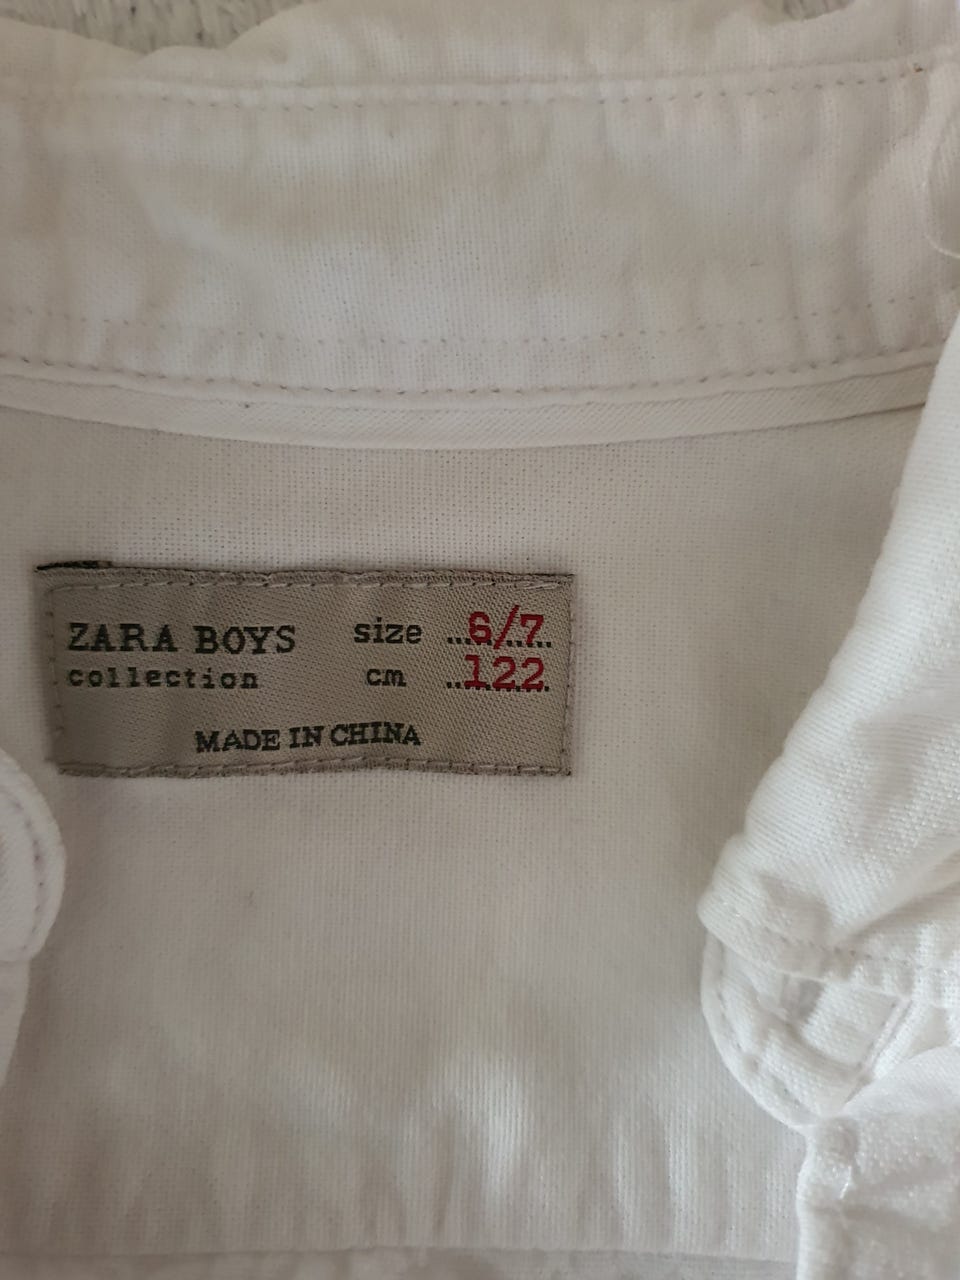 ZARA BOYS size ...6/7..
collection cm ..122..
MADE IN CHINA